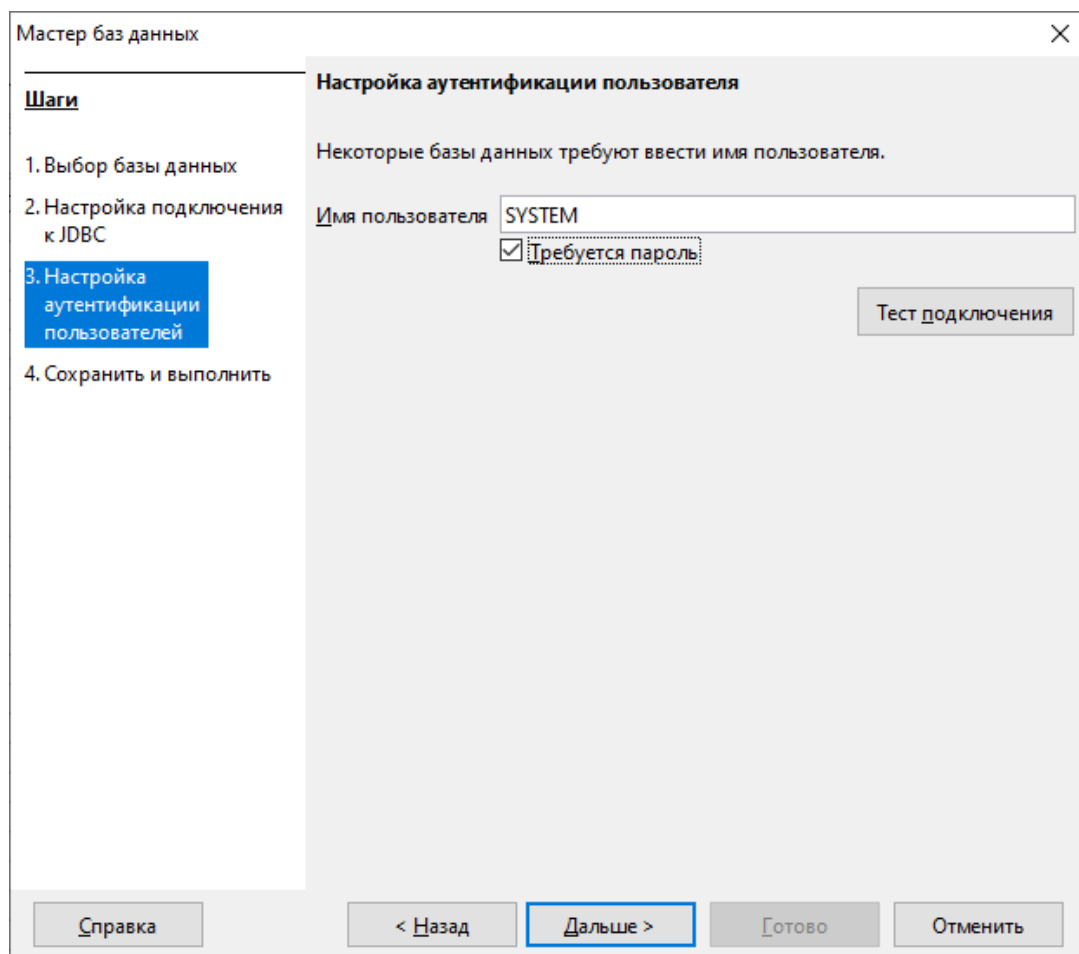 Мастер баз данных
Шаги
1. Выбор базы данных
2. Настройка подключения
к JDBC
3. Настройка
аутентификации
пользователей
4. Сохранить и выполнить
Настройка аутентификации пользователя
Некоторые базы данных требуют ввести имя пользователя.
Имя пользователя SYSTEM
Требуется пароль
Тест подключения
Справка < Назад Дальше > Готово Отменить